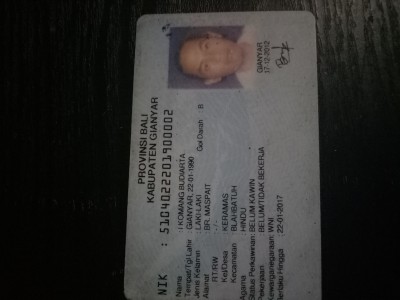 PROVINSI BALI
KABUPATEN GIANYAR
NIK : 5104022201900002
Nama : I KOMANG BUDIARTA
Tempat/Tgl Lahir : GIANYAR, 22-01-1990
Jenis Kelamin : LAKI-LAKI Gol Darah : B
Alamat : BR. MASPAIT
RT/RW : - / -
Kel/Desa : KERAMAS
Kecamatan : BLAHBATUH
Agama : HINDU
Status Perkawinan: BELUM KAWIN
Pekerjaan : BELUM/TIDAK BEKERJA
Kewarganegaraan: WNI
Berlaku Hingga : 22-01-2017
GIANYAR
17-12-2012